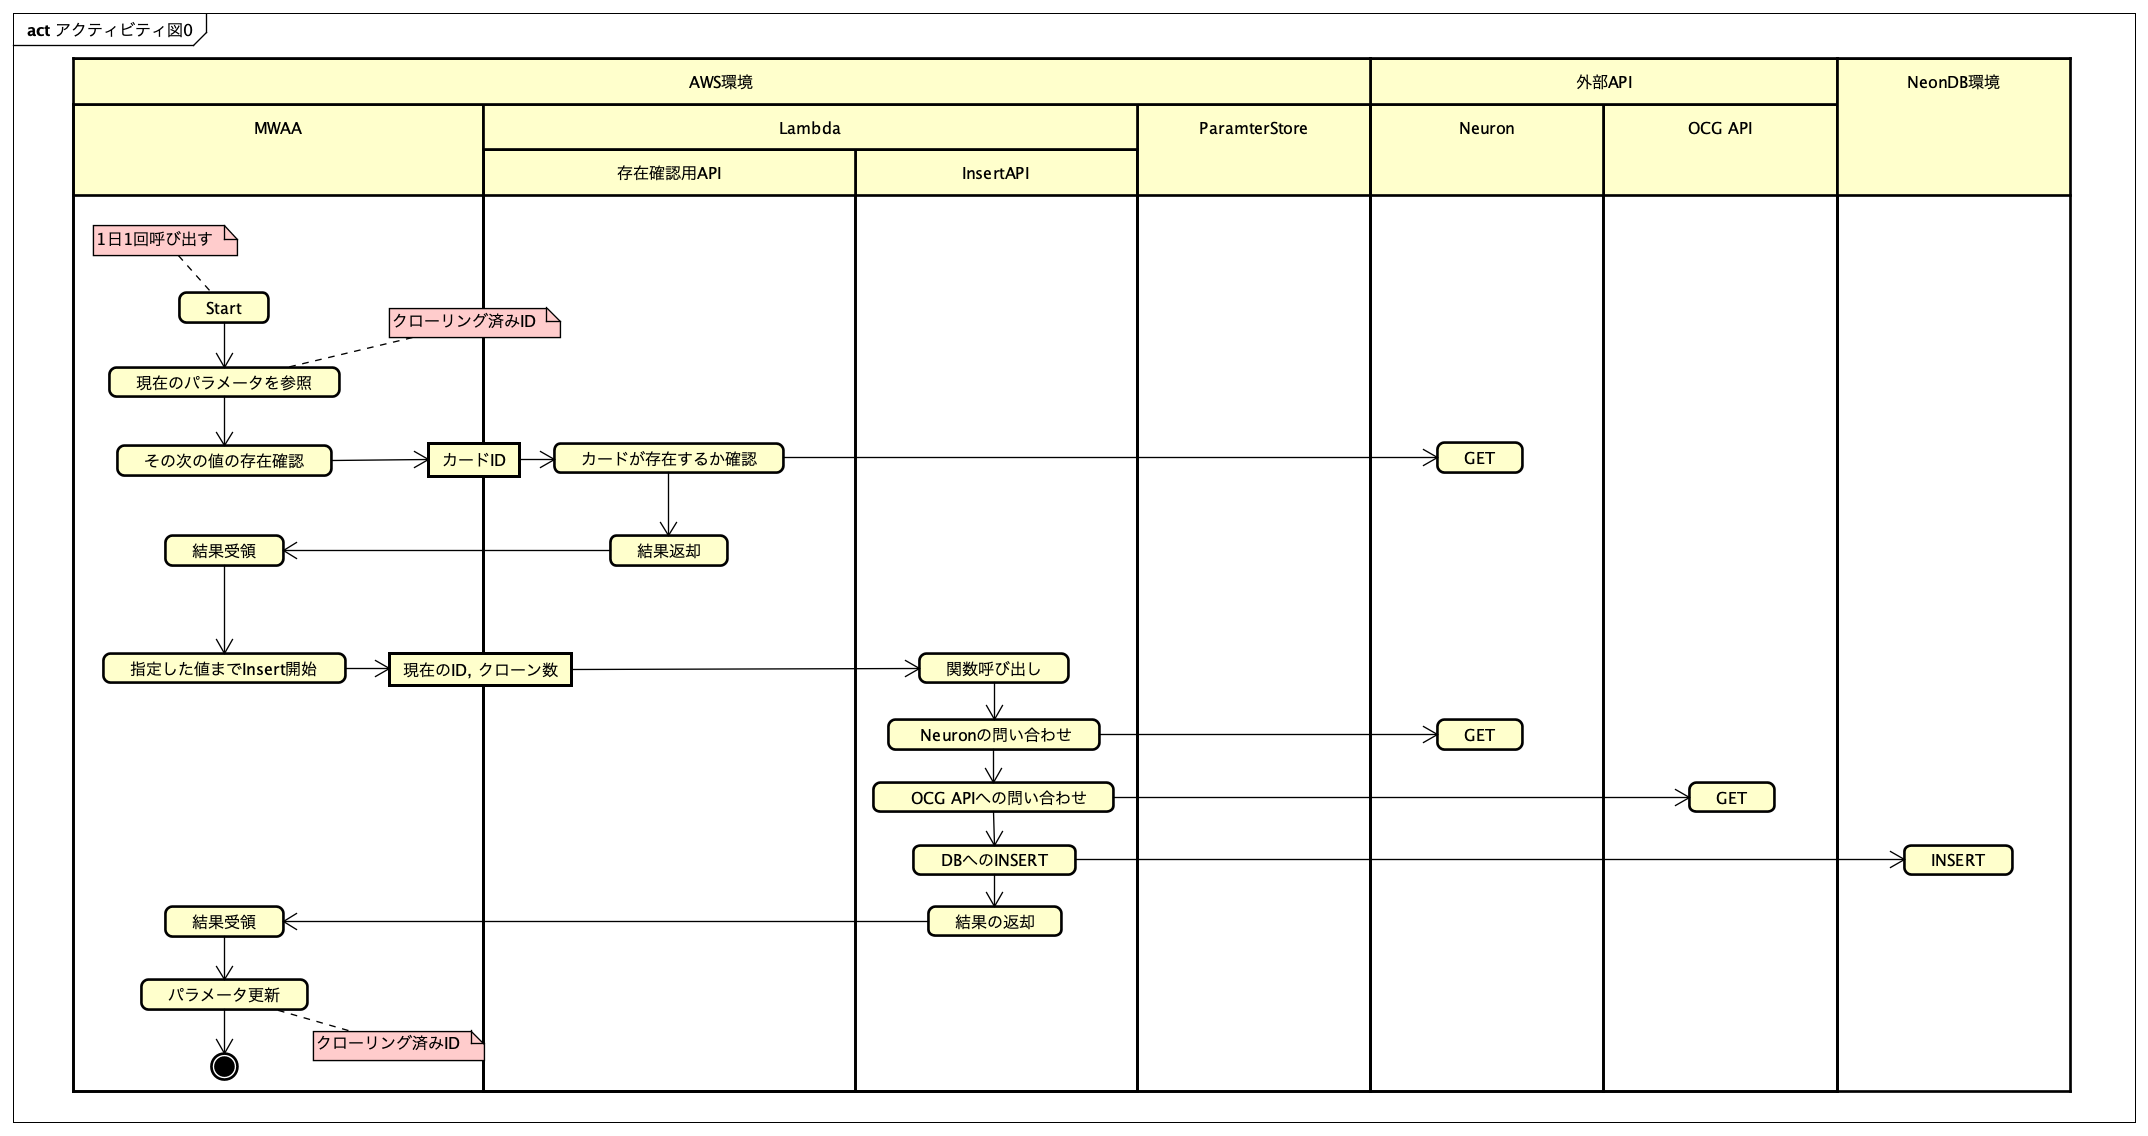 act アクティビティ図0
AWS環境
外部API
NeonDB環境
MWAA
Lambda
ParamterStore
Neuron
OCG API
存在確認用API
InsertAPI
1日1回呼び出す
Start
クローリング済みID
現在のパラメータを参照
その次の値の存在確認
カードID
カードが存在するか確認
GET
結果受領
結果返却
指定した値までInsert開始
現在のID, クローン数
関数呼び出し
Neuronの問い合わせ
GET
OCG APIへの問い合わせ
GET
DBへのINSERT
INSERT
結果受領
結果の返却
パラメータ更新
クローリング済みID